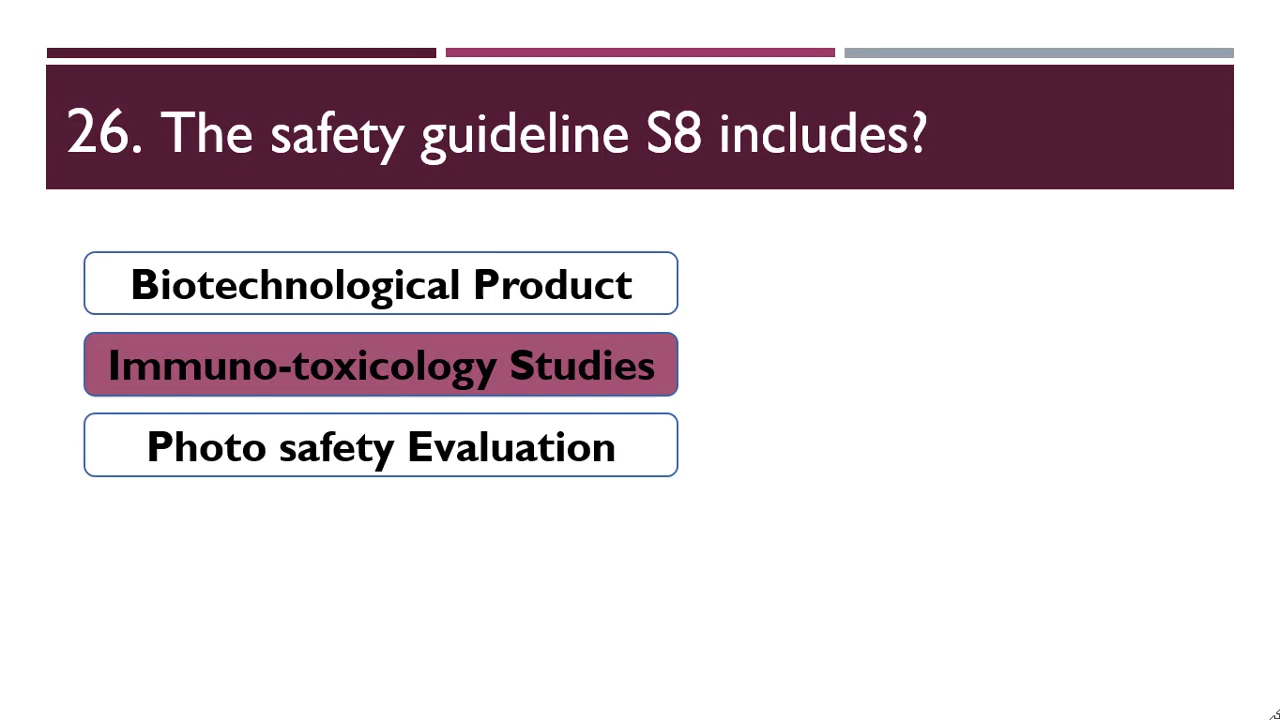 26. The safety guideline S8 includes?
Biotechnological Product
Immuno-toxicology Studies
Photo safety Evaluation